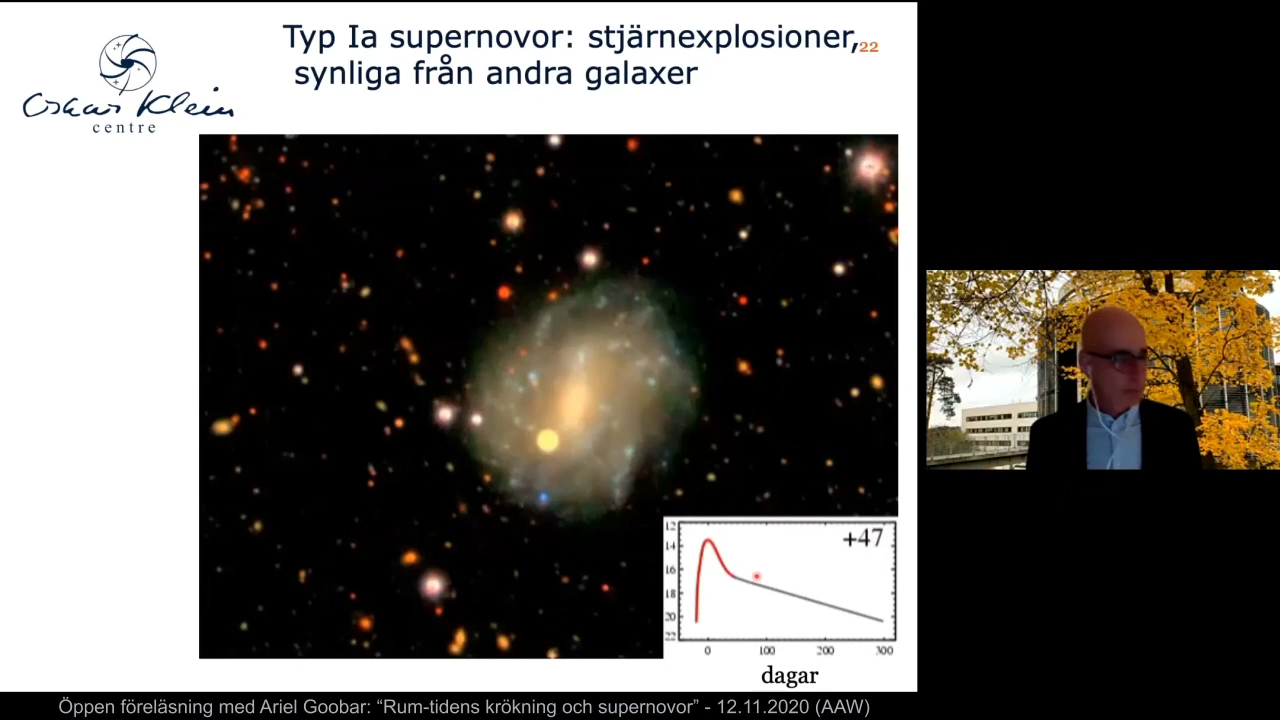 Typ Ia supernovor: stjärnexplosioner,
22
synliga från andra galaxer
Oskar Klein
centre
+47
12
14
16
18
20
22
0 100 200 300
dagar
Öppen föreläsning med Ariel Goobar: “Rum-tidens krökning och supernovor” - 12.11.2020 (AAW)